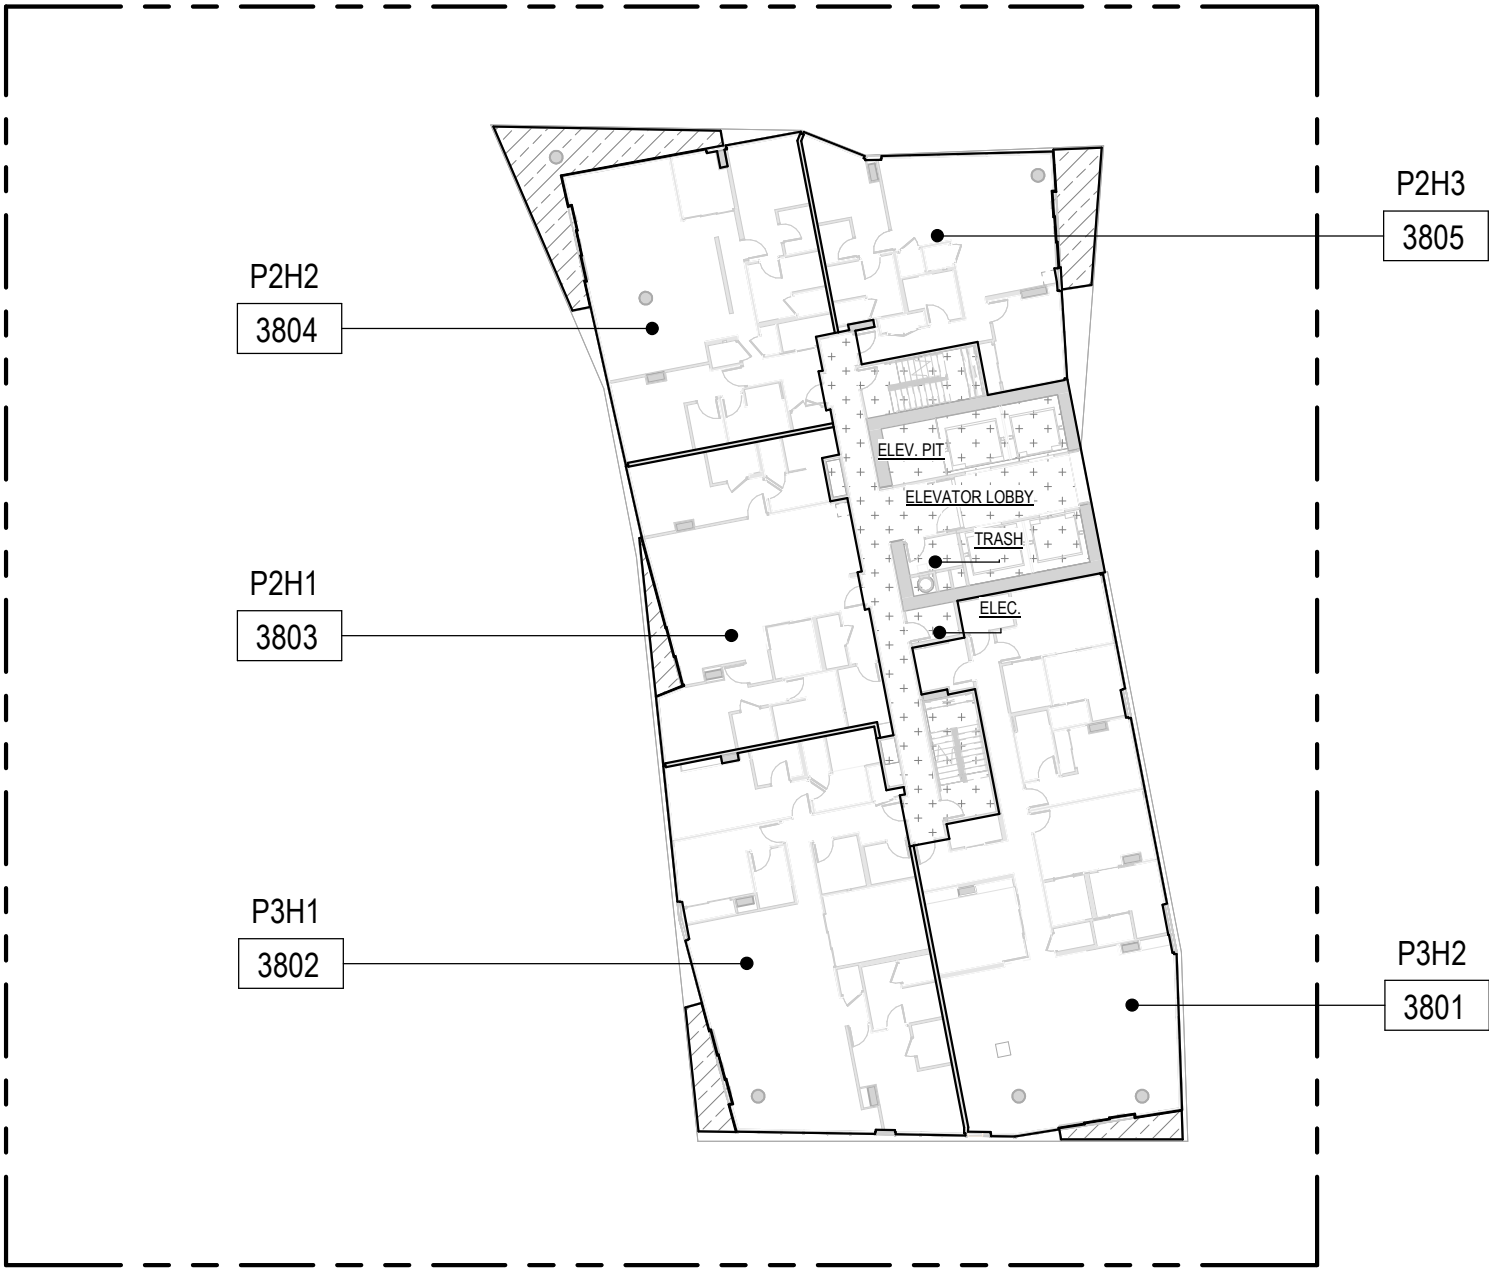 P2H3
3805
P2H2
3804
ELEV. PIT
ELEVATOR LOBBY
TRASH
P2H1
3803
ELEC.
P3H1
3802
P3H2
3801